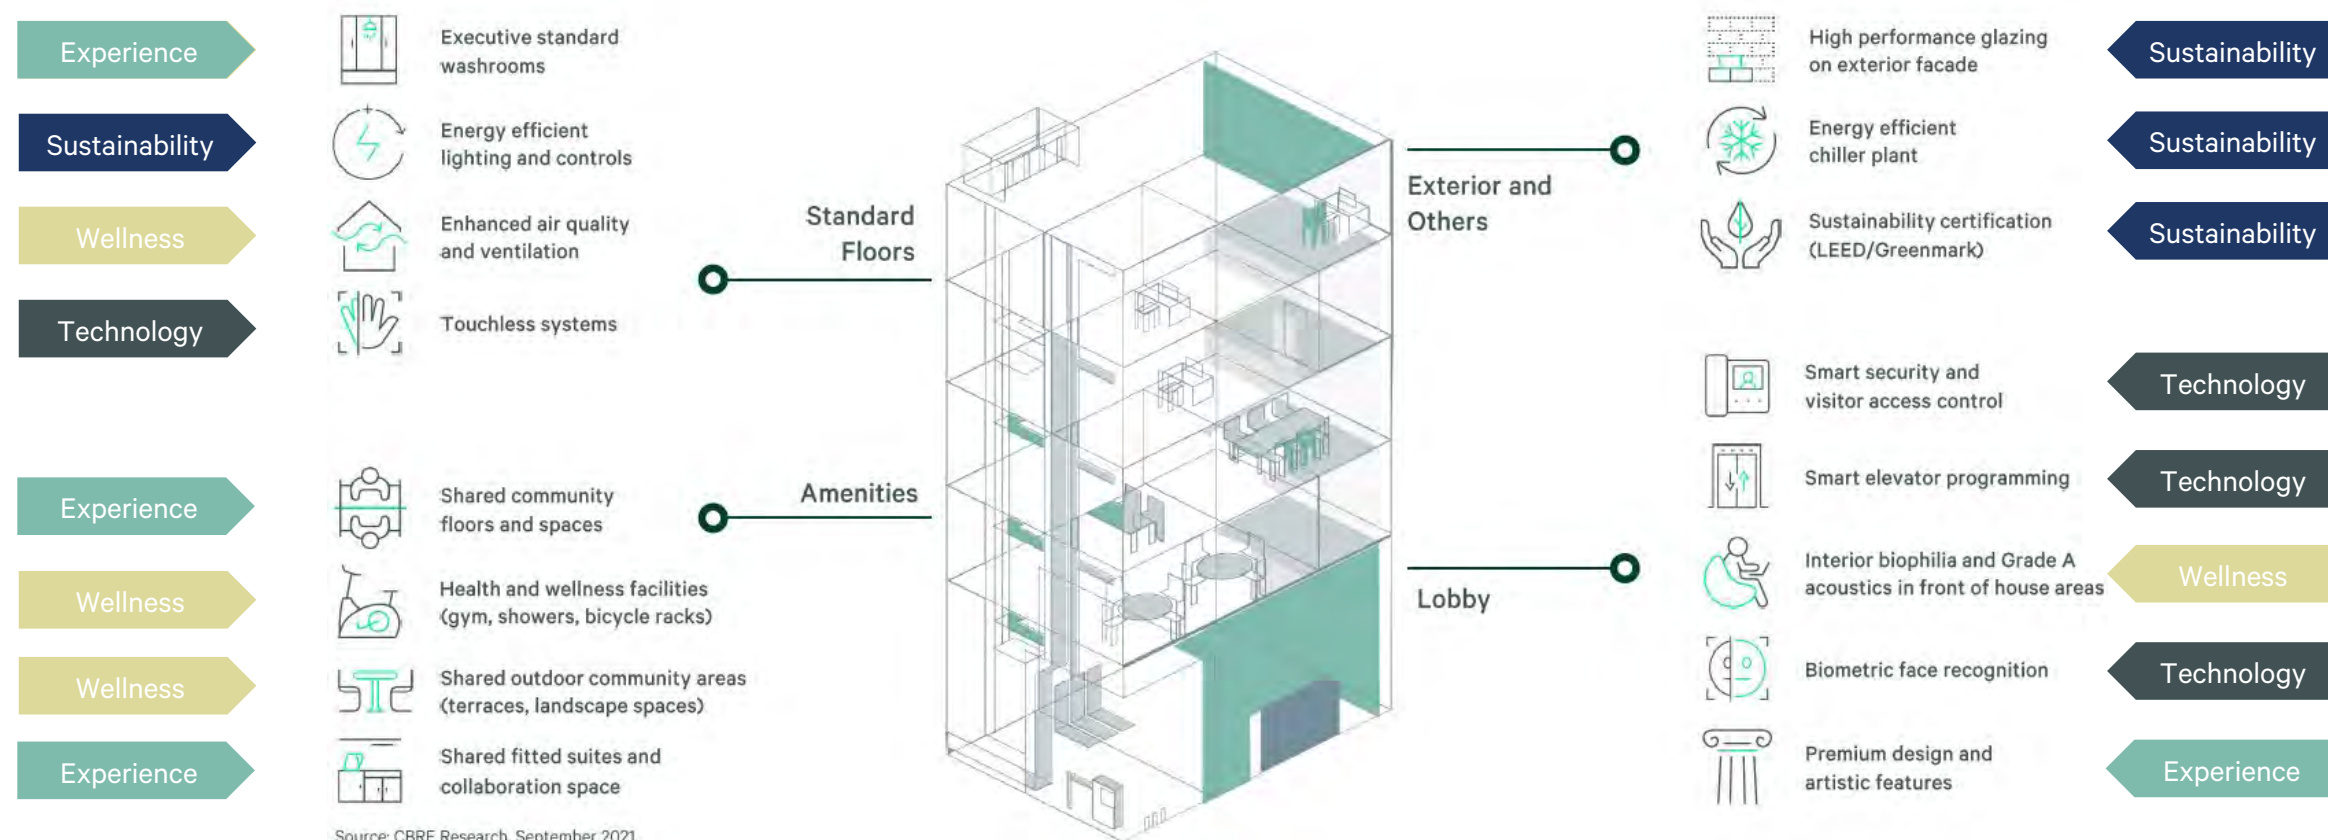 Experience
Executive standard
washrooms
Sustainability
Energy efficient
lighting and controls
Wellness
Enhanced air quality
and ventilation
Technology
Touchless systems
Standard
Floors
Experience
Shared community
floors and spaces
Amenities
Wellness
Health and wellness facilities
(gym, showers, bicycle racks)
Wellness
Shared outdoor community areas
(terraces, landscape spaces)
Experience
Shared fitted suites and
collaboration space
Source: CBRE Research, September 2021
Exterior and
Others
High performance glazing
on exterior facade
Sustainability
Energy efficient
chiller plant
Sustainability
Sustainability certification
(LEED/Greenmark)
Sustainability
Lobby
Smart security and
visitor access control
Technology
Smart elevator programming
Technology
Interior biophilia and Grade A
acoustics in front of house areas
Wellness
Biometric face recognition
Technology
Premium design and
artistic features
Experience